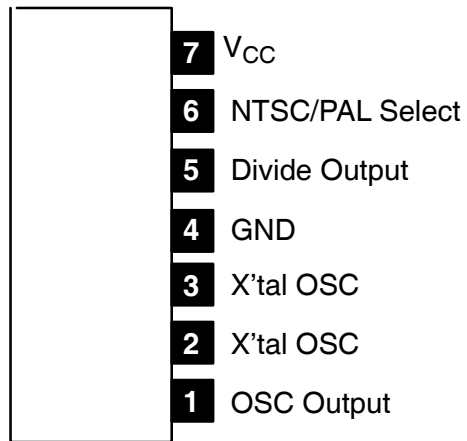 7 VCC
6 NTSC/PAL Select
5 Divide Output
4 GND
3 X'tal OSC
2 X'tal OSC
1 OSC Output